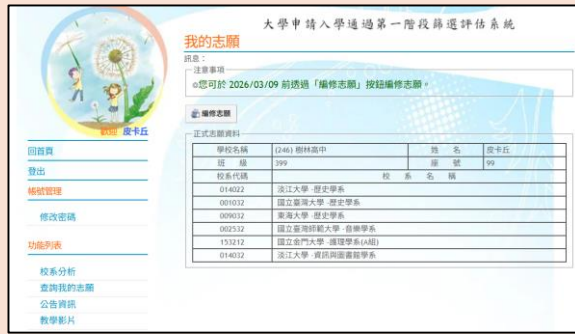 大學申請入學通過第一階段篩選評估系統
我的志願
訊息：
注意事項
您可於 2026/03/09 前透過「編修志願」按鈕編修志願。
編修志願
歡迎 皮卡丘
回首頁
登出
帳號管理
修改密碼
功能列表
校系分析
查詢我的志願
公告資訊
教學影片
正式志願資料
學校名稱 (246) 樹林高中 姓 名 皮卡丘
班 級 399 座 號 99
校系代碼 校 系 名 稱
014022 淡江大學 -歷史學系
001032 國立臺灣大學 -歷史學系
009032 東海大學 -歷史學系
002532 國立臺灣師範大學 -音樂學系
153212 國立金門大學 -護理學系(A組)
014032 淡江大學 -資訊與圖書館學系